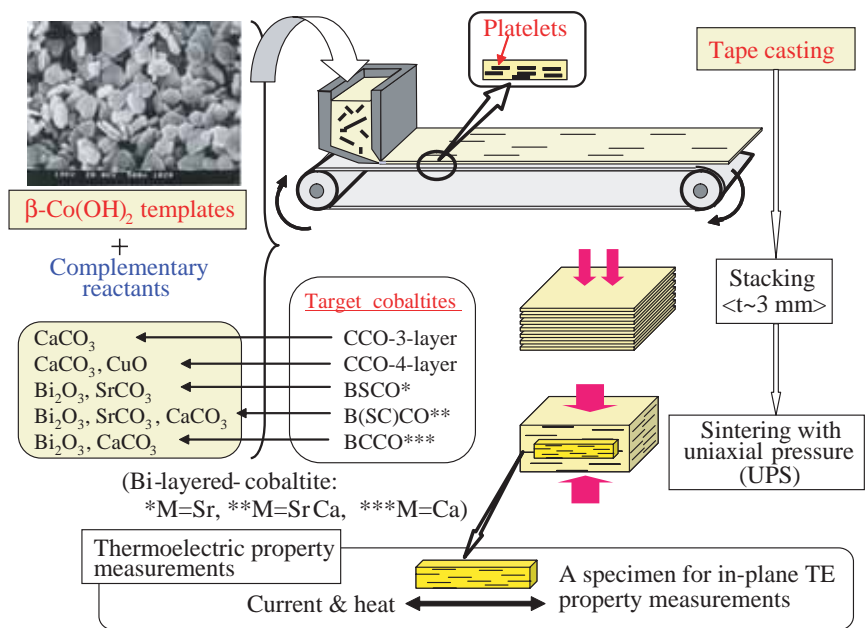 Platelets
Tape casting
β-Co(OH)₂ templates
+
Complementary
reactants
Target cobaltites
CaCO₃
CCO-3-layer
CaCO₃, CuO
CCO-4-layer
Bi₂O₃, SrCO₃
BSCO*
Bi₂O₃, SrCO₃, CaCO₃
B(SC)CO**
Bi₂O₃, CaCO₃
BCCO***
(Bi-layered-cobaltite:
*M=Sr, **M=SrCa, ***M=Ca)
Stacking
<t~3 mm>
Sintering with
uniaxial pressure
(UPS)
Thermoelectric property
measurements
Current & heat
A specimen for in-plane TE
property measurements